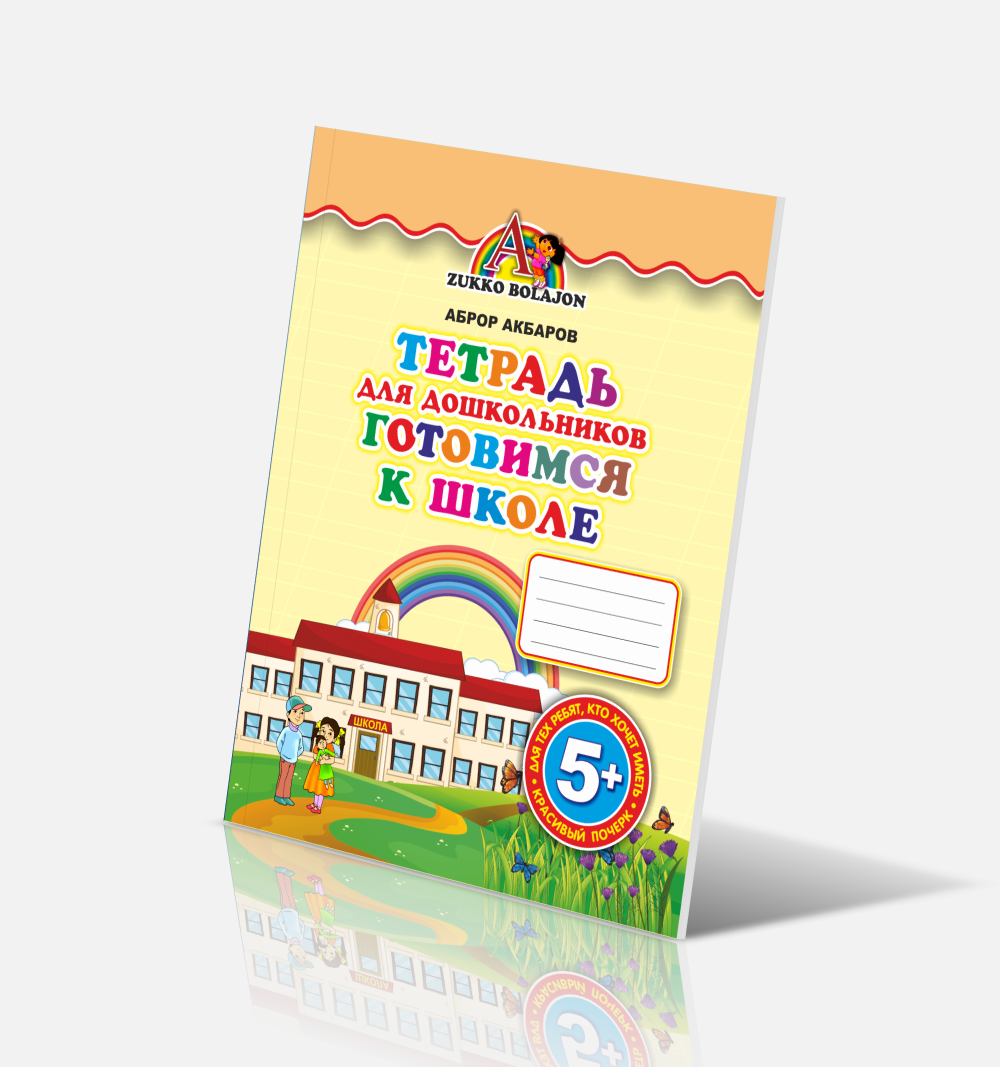 А
ZUKKO BOLAJON
АБРОР АКБАРОВ
ТЕТРАДЬ
ДЛЯ ДОШКОЛЬНИКОВ
ГОТОВИМСЯ
К ШКОЛЕ
ШКОЛА
ДЛЯ ТЕХ РЕБЯТ, КТО ХОЧЕТ ИМЕТЬ
5+
КРАСИВЫЙ ПОЧЕРК